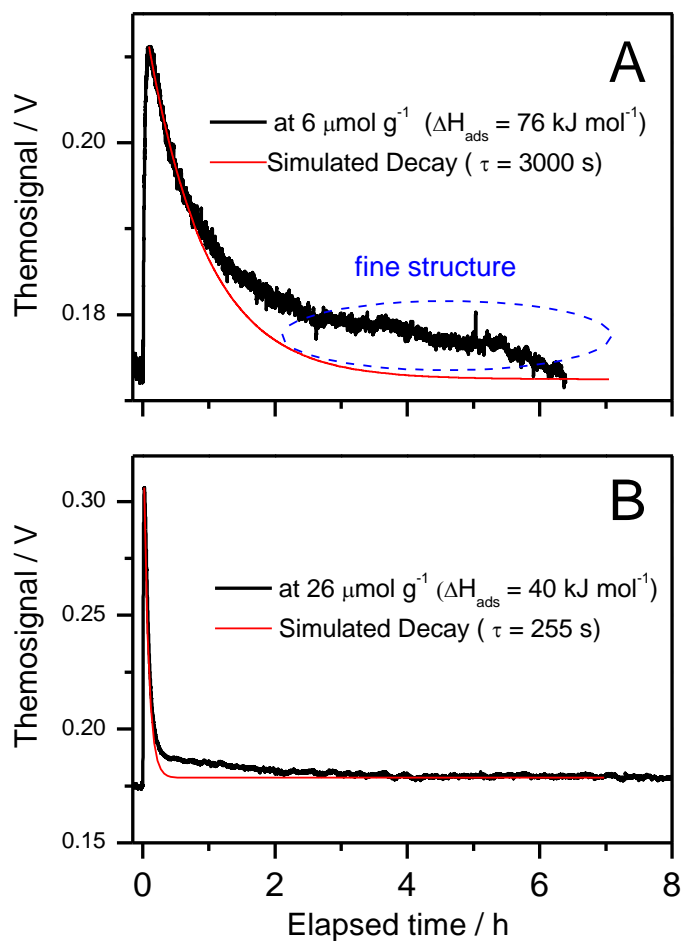 A
at 6 μmol g⁻¹ (ΔH_ads = 76 kJ mol⁻¹)
Simulated Decay ( τ = 3000 s)
fine structure
0.20
0.18
Themosignal / V
B
at 26 μmol g⁻¹ (ΔH_ads = 40 kJ mol⁻¹)
Simulated Decay ( τ = 255 s)
0.30
0.25
0.20
0.15
Themosignal / V
0 2 4 6 8
Elapsed time / h